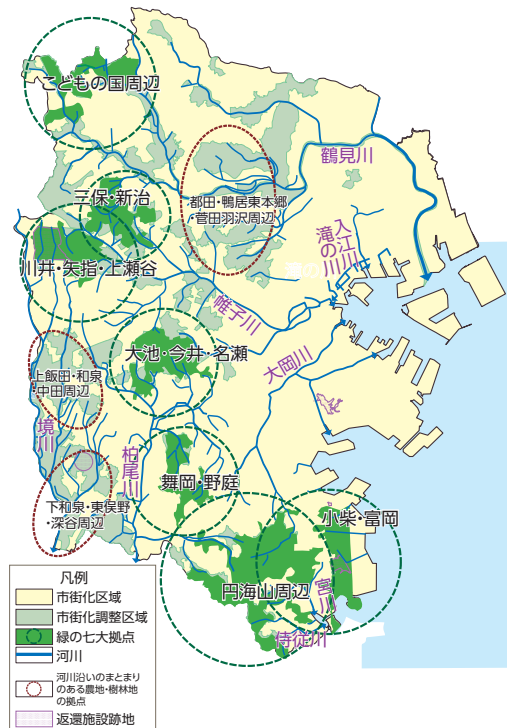 こどもの国周辺
鶴見川
三保・新治
都田・鴨居東本郷
・菅田羽沢周辺
入江川
滝の川
川井・矢指・上瀬谷
帷子川
大池・今井・名瀬
大岡川
上飯田・和泉・
中田周辺
境川
柏尾川
舞岡・野庭
下和泉・東俣野
・深谷周辺
小柴・富岡
円海山周辺
宮川
侍従川
凡例
市街化区域
市街化調整区域
緑の七大拠点
河川
河川沿いのまとまり
のある農地・樹林地
の拠点
返還施設跡地